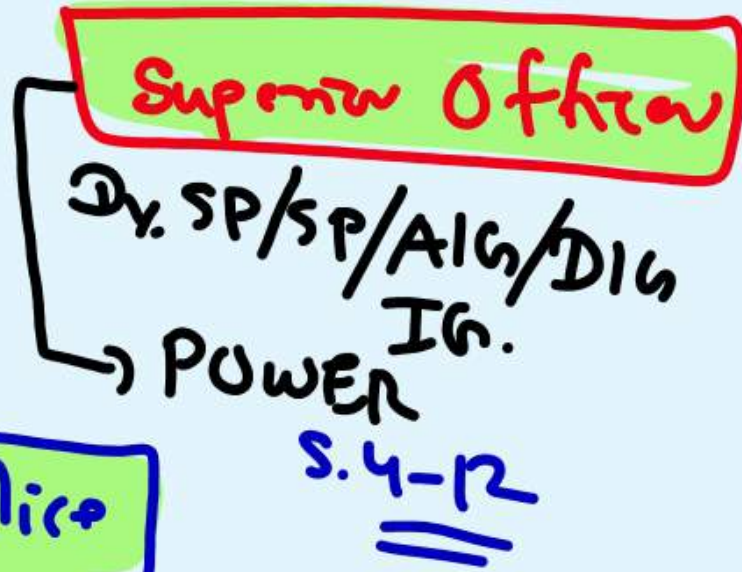 Superior Officer
Dy. SP/SP/AIG/DIG
IG.
POWER
S. 4-12